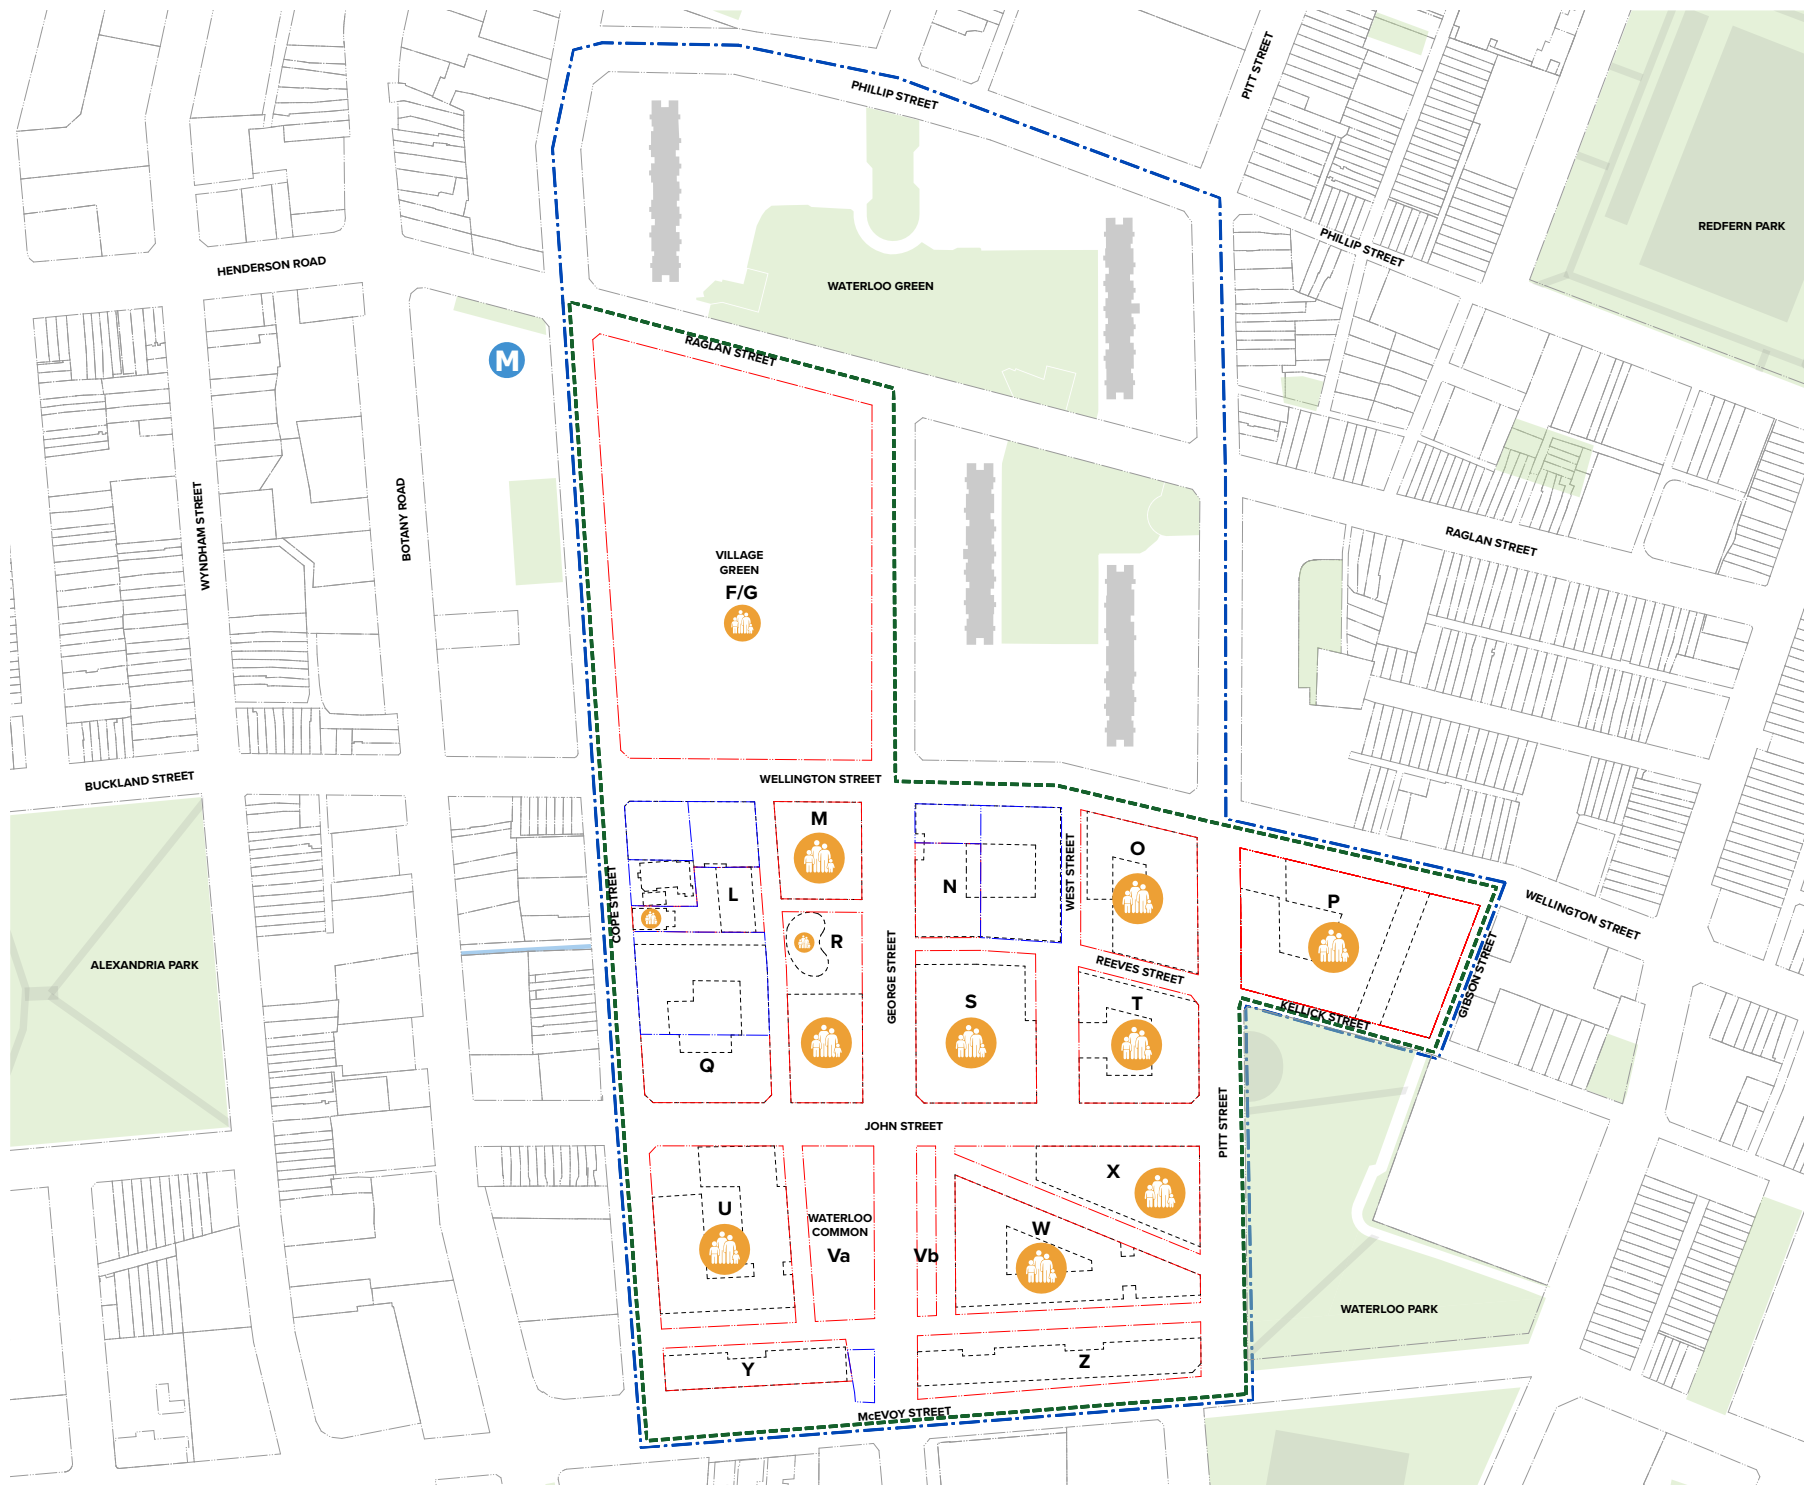 PHILLIP STREET
PITT STREET
REDFERN PARK
PHILLIP STREET
HENDERSON ROAD
WATERLOO GREEN
RAGLAN STREET
M
WYNDHAM STREET
BOTANY ROAD
RAGLAN STREET
VILLAGE
GREEN
F/G
BUCKLAND STREET
WELLINGTON STREET
M
O
L
N
WEST STREET
P
COPE STREET
WELLINGTON STREET
R
ALEXANDRIA PARK
GEORGE STREET
REEVES STREET
GIBSON STREET
S
T
KELLICK STREET
Q
JOHN STREET
PITT STREET
X
U
WATERLOO
COMMON
Va
Vb
W
WATERLOO PARK
Y
Z
McEVOY STREET